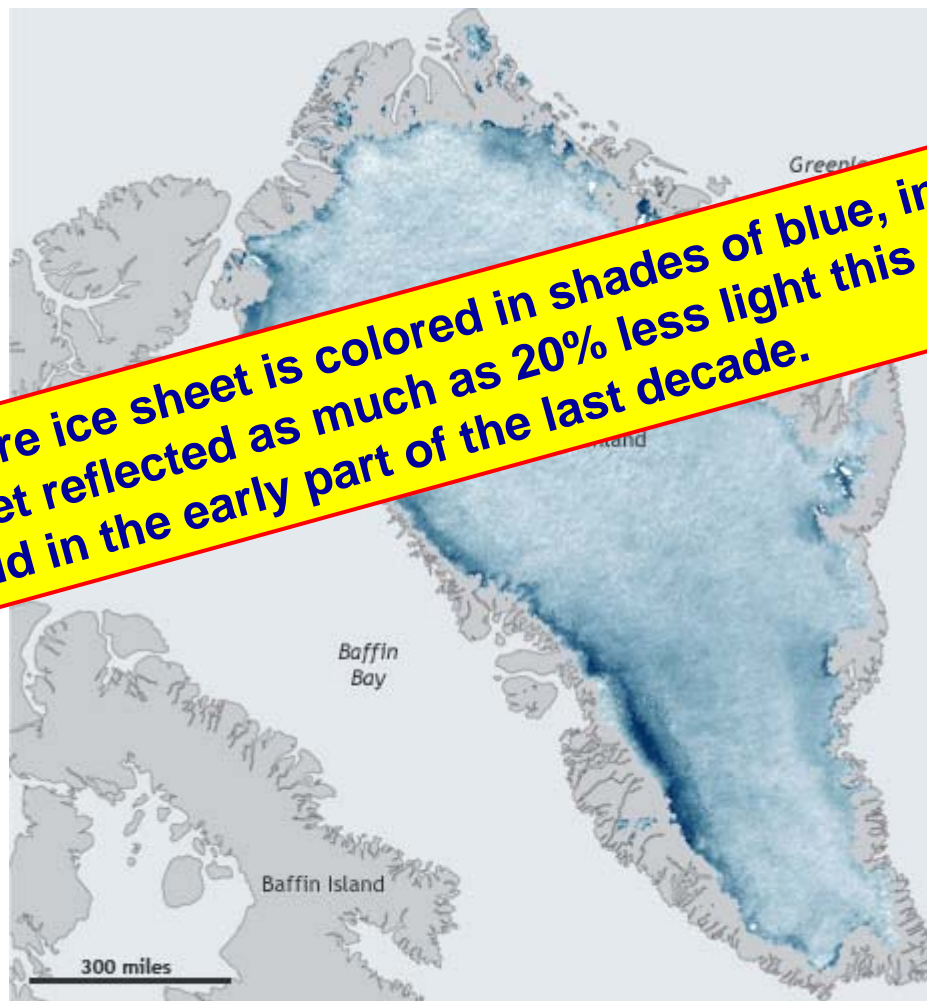 re ice sheet is colored in shades of blue, in
et reflected as much as 20% less light this
d in the early part of the last decade.
Baffin
Bay
Baffin Island
300 miles